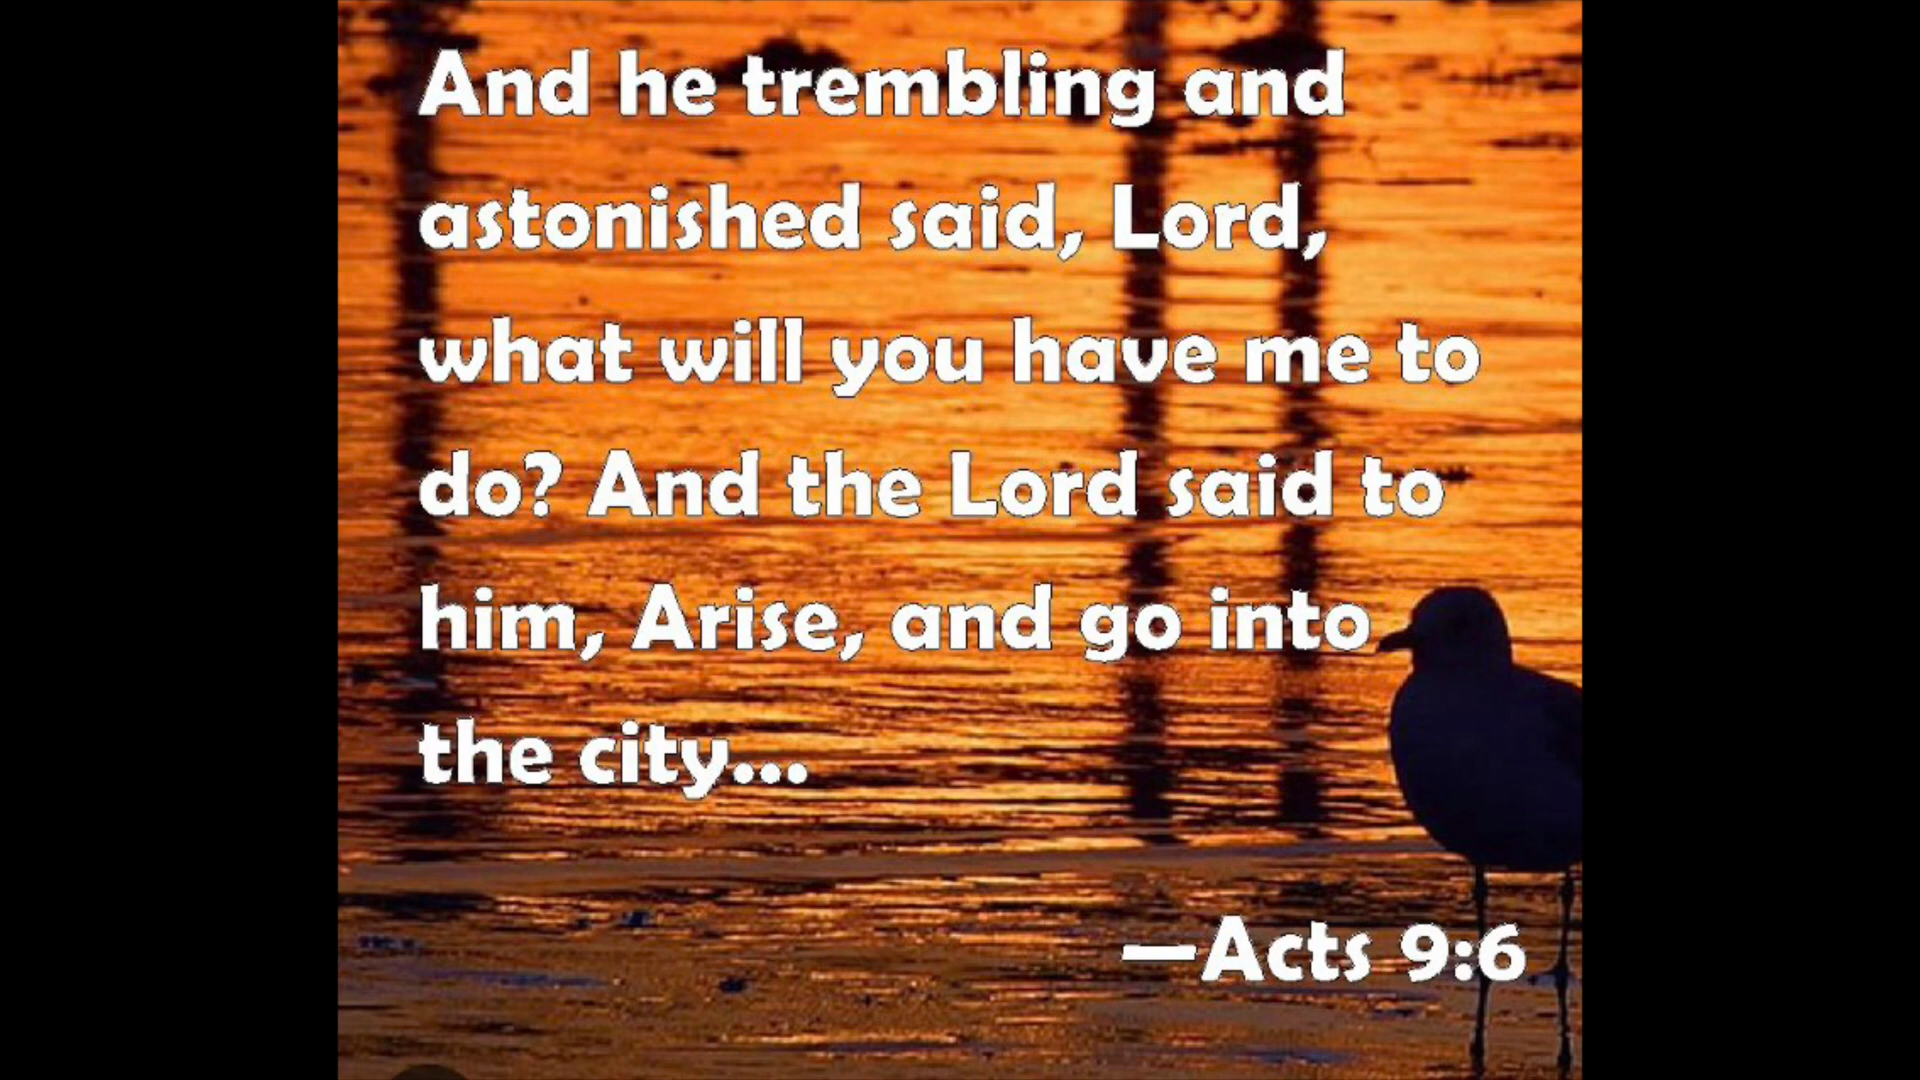 And he trembling and
astonished said, Lord,
what will you have me to
do? And the Lord said to
him, Arise, and go into
the city...
—Acts 9:6